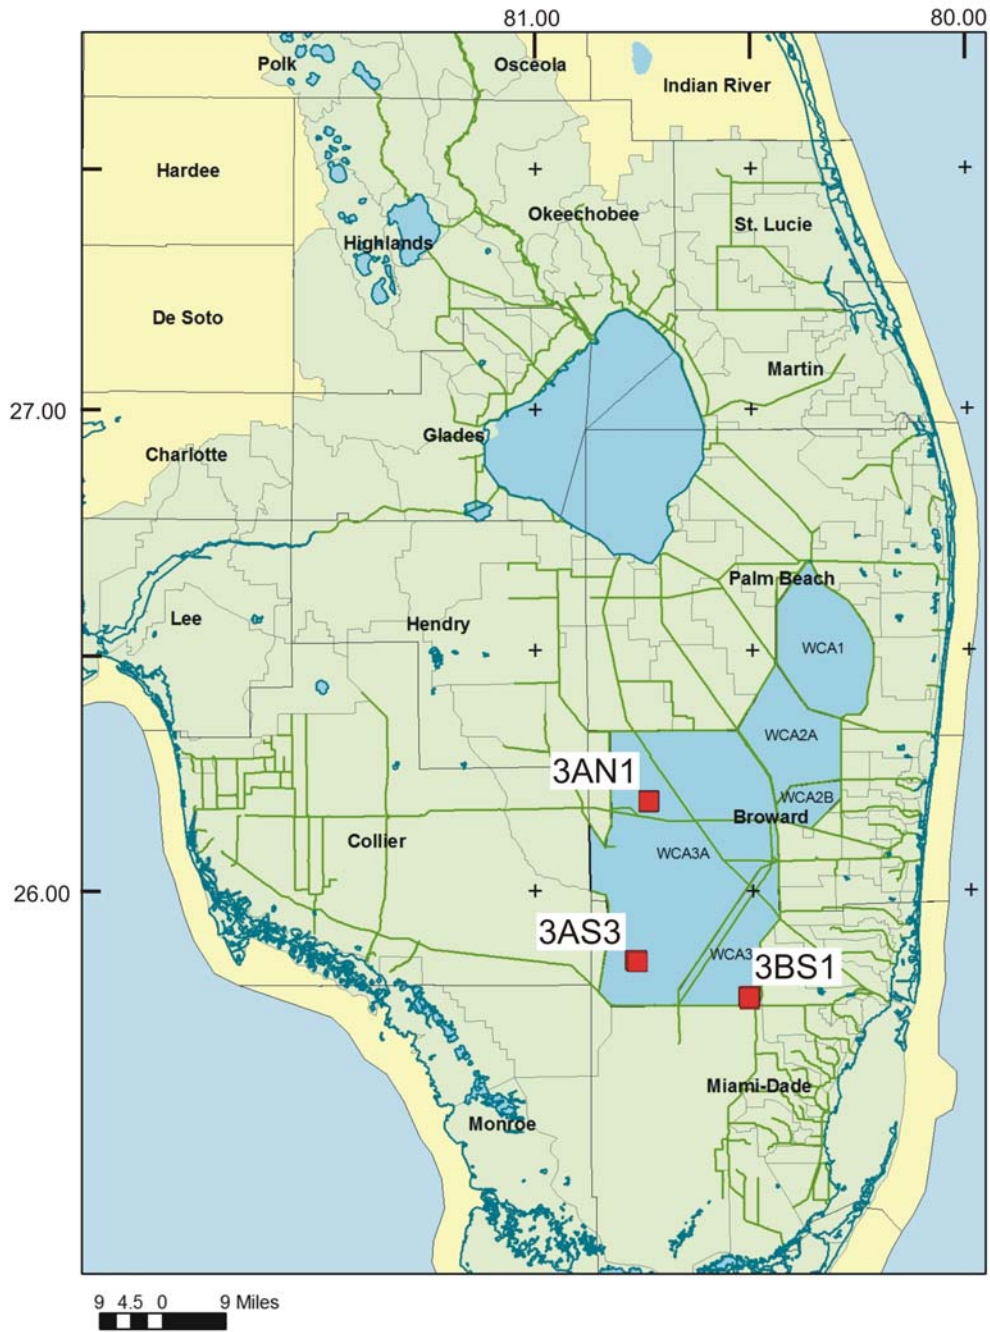 81.00 80.00
Polk
Osceola
Indian River
Hardee
Okeechobee
St. Lucie
Highlands
De Soto
Martin
27.00
Glades
Charlotte
Palm Beach
Lee
Hendry
WCA1
WCA2A
3AN1
WCA2B
Broward
Collier
WCA3A
26.00
3AS3
WCA3
3BS1
Miami-Dade
Monroe
9 4.5 0 9 Miles